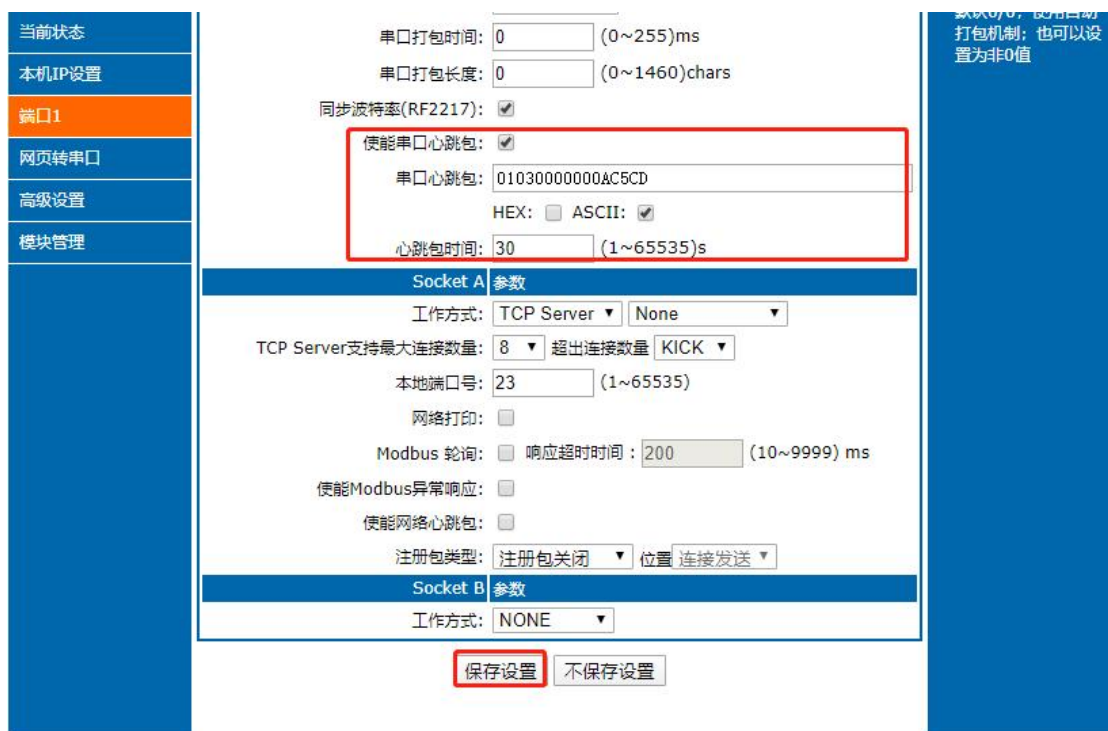 当前状态
本机IP设置
端口1
网页转串口
高级设置
模块管理
串口打包时间: 0 (0~255)ms
串口打包长度: 0 (0~1460)chars
同步波特率(RF2217):
使能串口心跳包:
串口心跳包: 01030000000AC5CD
HEX: ASCII:
心跳包时间: 30 (1~65535)s
Socket A 参数
工作方式: TCP Server None
TCP Server支持最大连接数量: 8 超出连接数量 KICK
本地端口号: 23 (1~65535)
网络打印:
Modbus 轮询: 响应超时时间 : 200 (10~9999) ms
使能Modbus异常响应:
使能网络心跳包:
注册包类型: 注册包关闭 位置 连接发送
Socket B 参数
工作方式: NONE
保存设置 不保存设置
默认0/0, 使用自动
打包机制; 也可以设
置为非0值